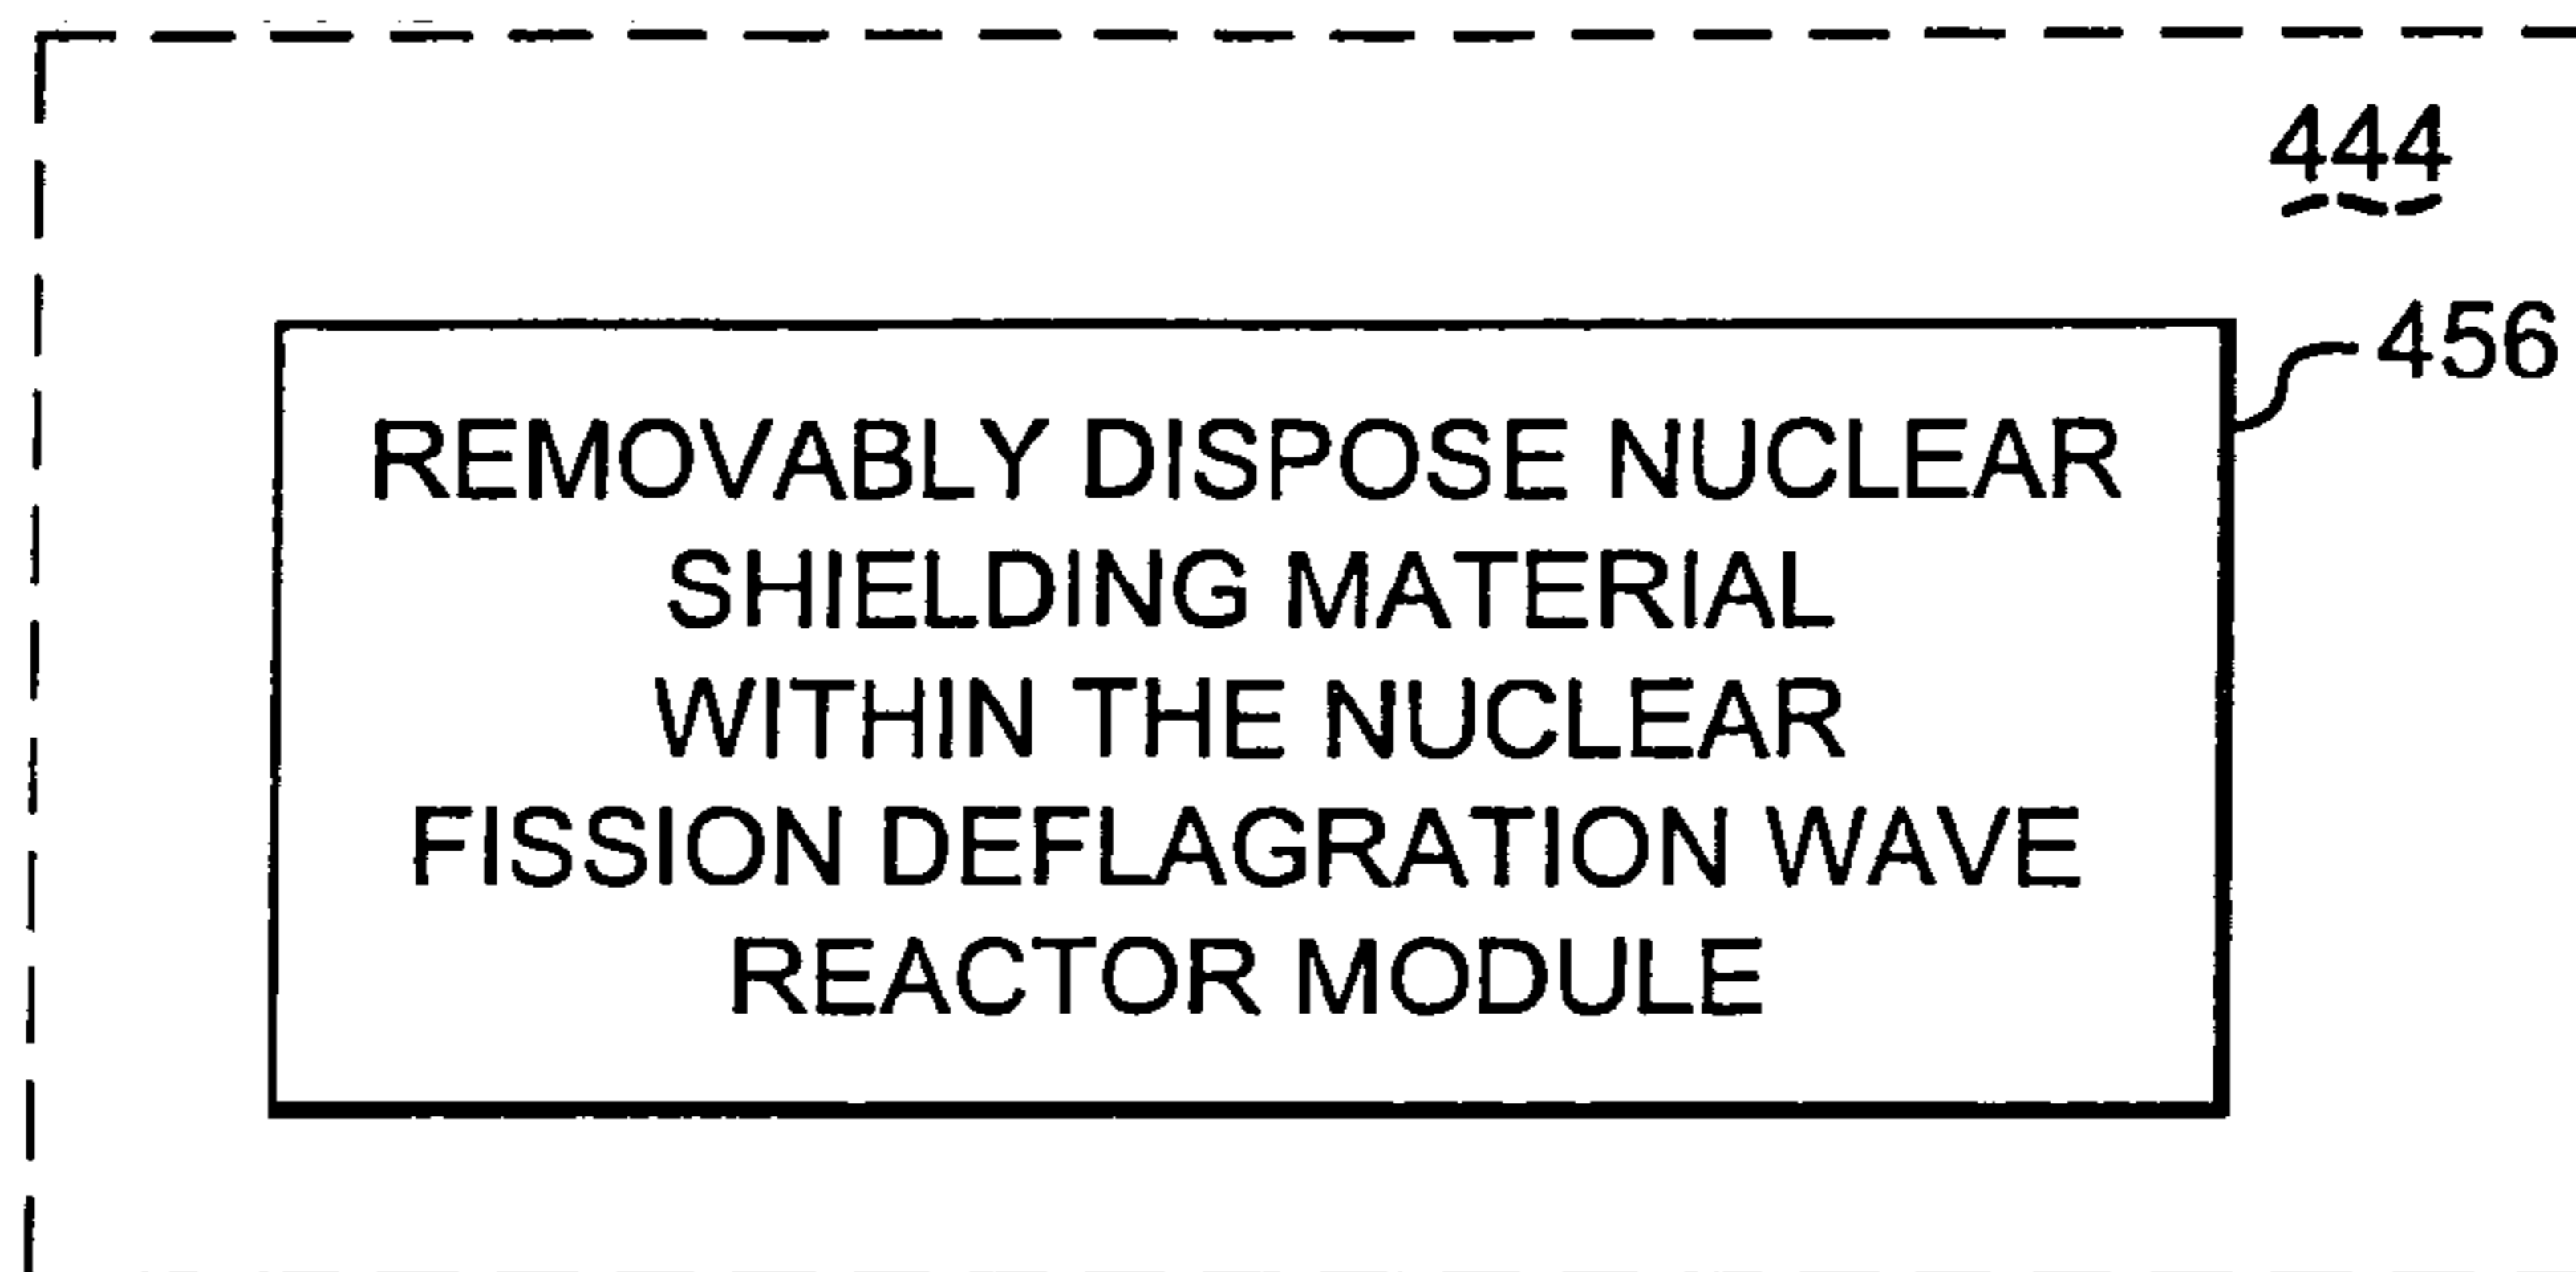 444
456
REMOVABLY DISPOSE NUCLEAR
SHIELDING MATERIAL
WITHIN THE NUCLEAR
FISSION DEFLAGRATION WAVE
REACTOR MODULE